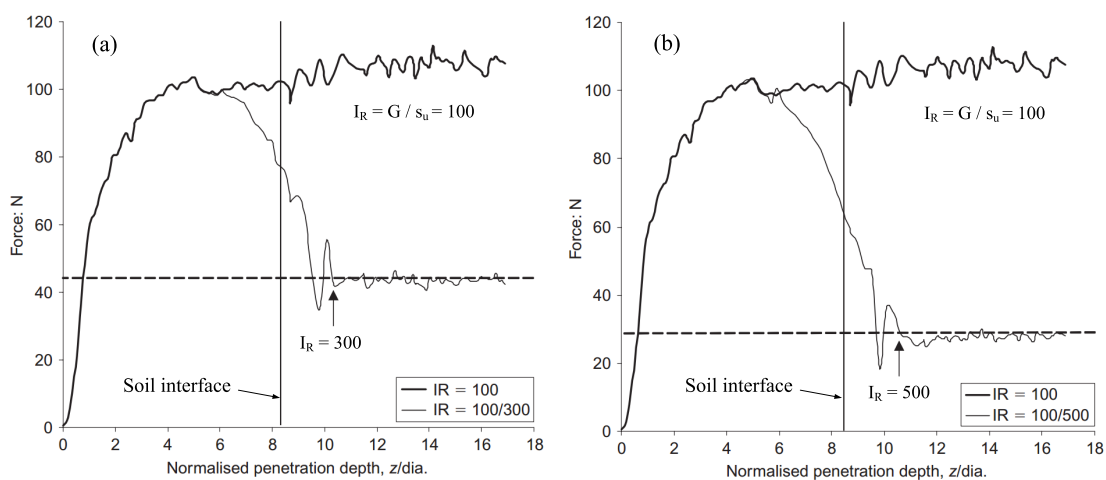 (a)
Force: N
120
100
80
60
40
20
0
I_R = G / s_u = 100
I_R = 300
Soil interface
IR = 100
IR = 100/300
0 2 4 6 8 10 12 14 16 18
Normalised penetration depth, z/dia.
(b)
Force: N
120
100
80
60
40
20
0
I_R = G / s_u = 100
I_R = 500
Soil interface
IR = 100
IR = 100/500
0 2 4 6 8 10 12 14 16 18
Normalised penetration depth, z/dia.